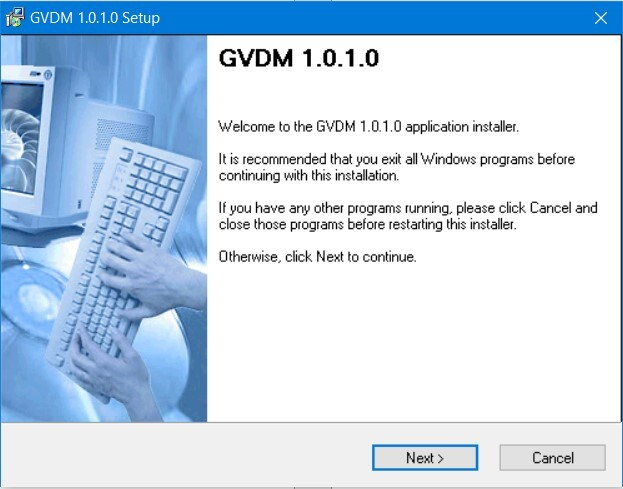 GVDM 1.0.1.0 Setup
GVDM 1.0.1.0
Welcome to the GVDM 1.0.1.0 application installer.
It is recommended that you exit all Windows programs before
continuing with this installation.
If you have any other programs running, please click Cancel and
close those programs before restarting this installer.
Otherwise, click Next to continue.
Next >
Cancel